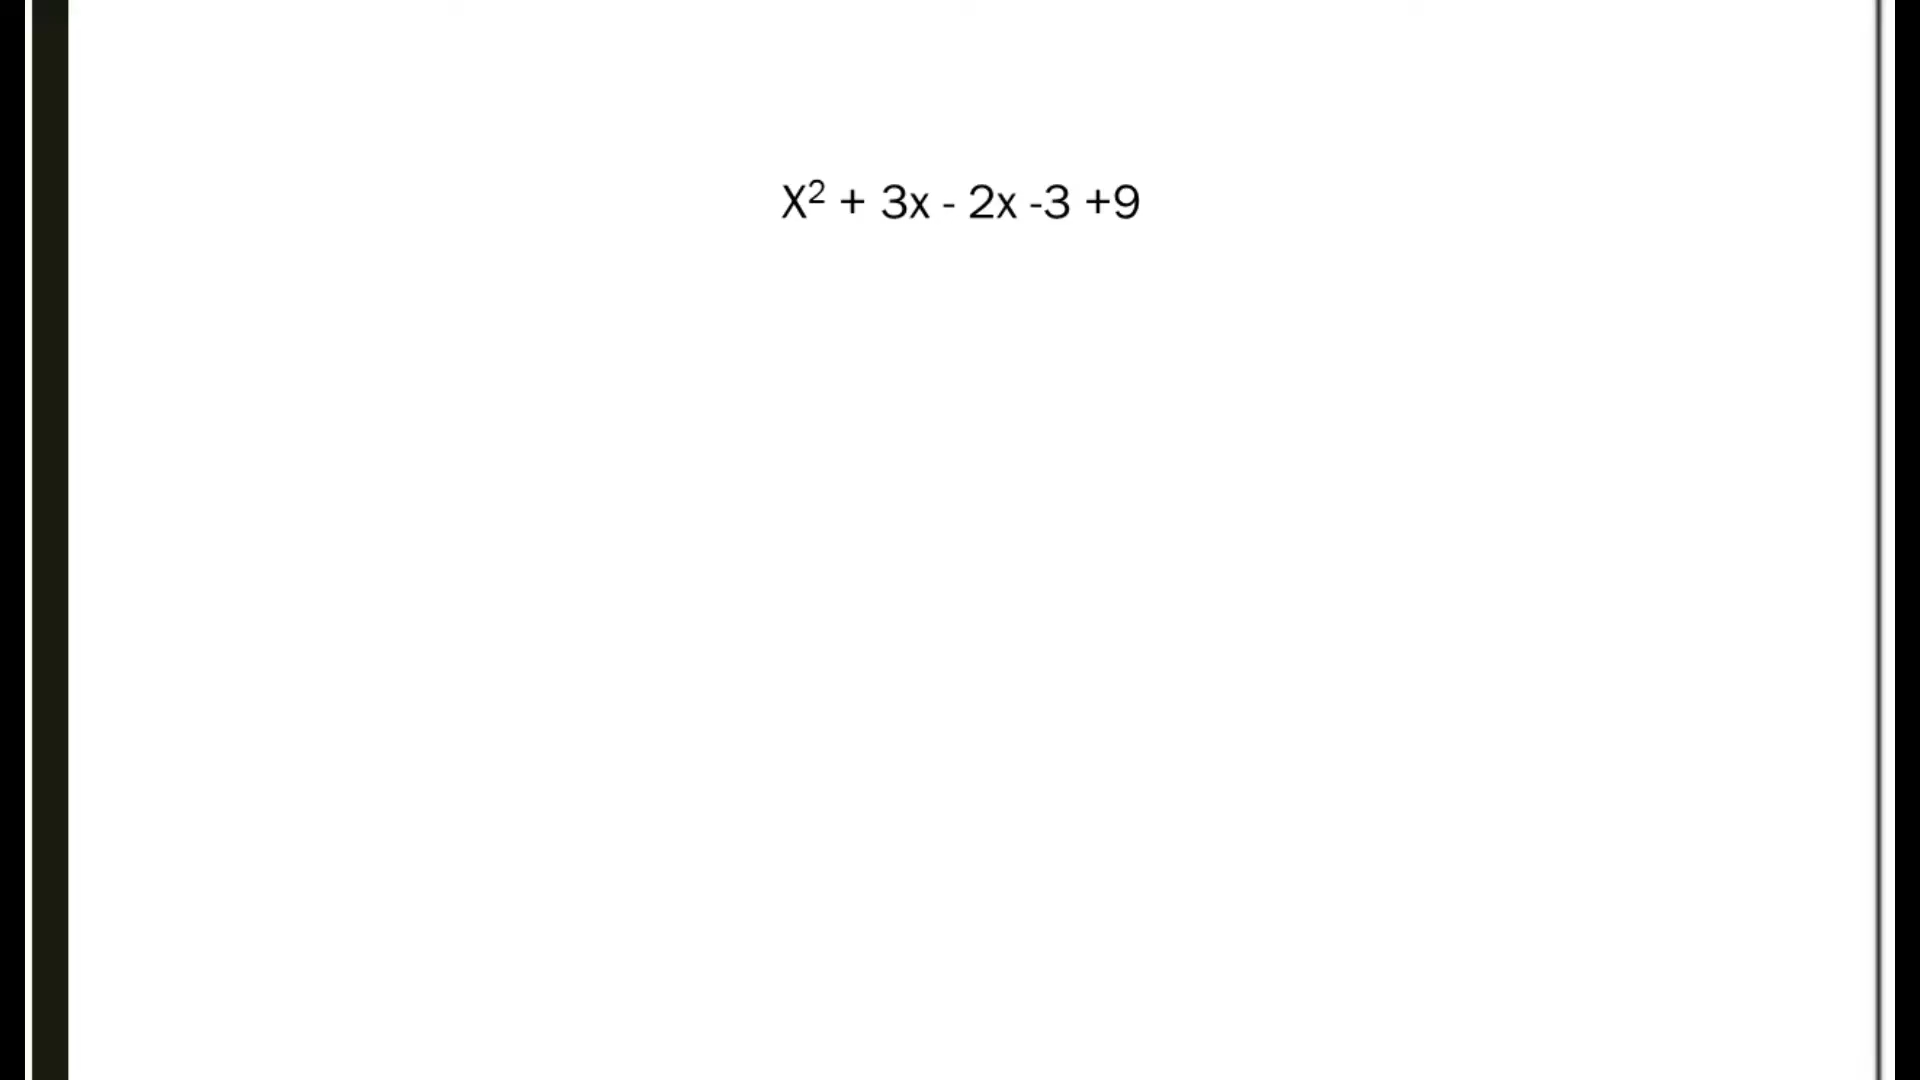 X² + 3x - 2x -3 +9